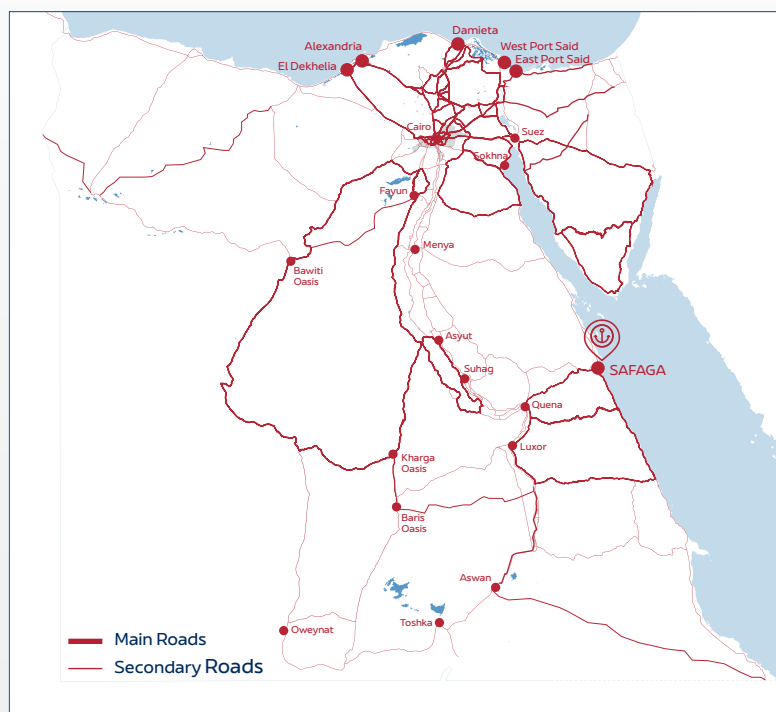 Damieta
Alexandria
West Port Said
East Port Said
El Dekhelia
Cairo
Suez
Sokhna
Fayun
Menya
Bawiti
Oasis
Asyut
SAFAGA
Suhag
Quena
Luxor
Kharga
Oasis
Baris
Oasis
Aswan
Toshka
Oweynat
Main Roads
Secondary Roads